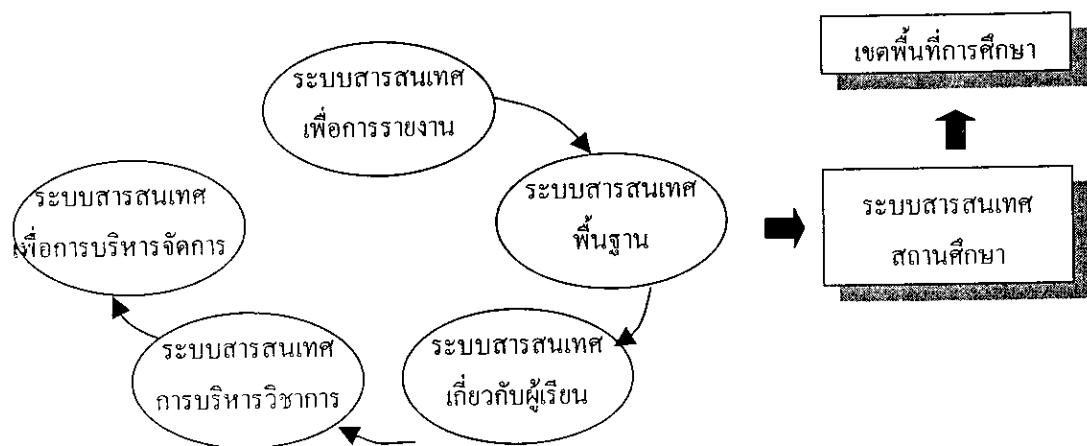 เขตพื้นที่การศึกษา
ระบบสารสนเทศ
เพื่อการรายงาน
ระบบสารสนเทศ
พื้นฐาน
ระบบสารสนเทศ
สถานศึกษา
ระบบสารสนเทศ
เพื่อการบริหารจัดการ
ระบบสารสนเทศ
เกี่ยวกับผู้เรียน
ระบบสารสนเทศ
การบริหารวิชาการ